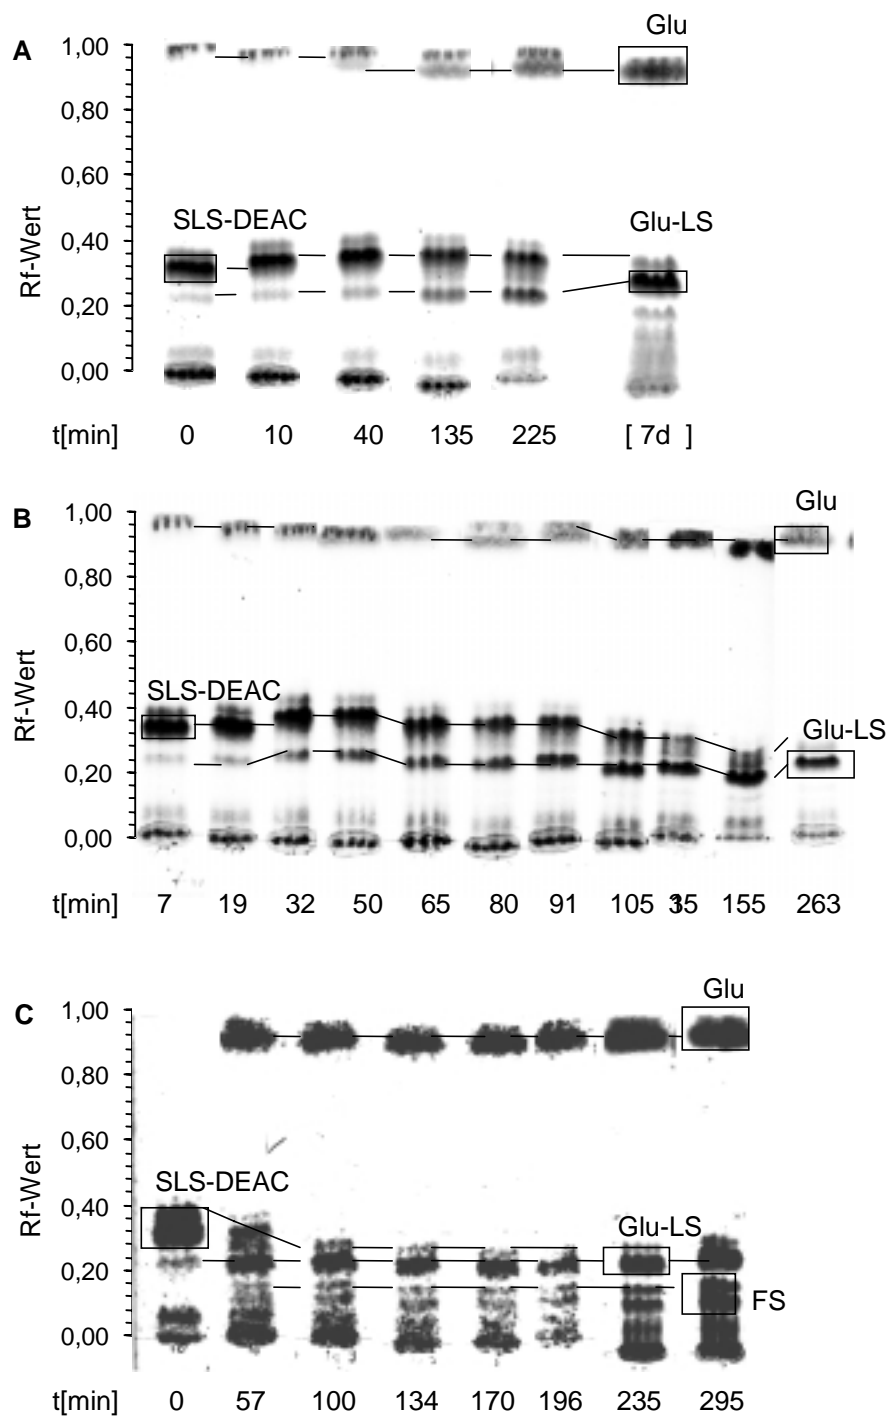 Glu
A
1,00
0,80
0,60
SLS-DEAC
Glu-LS
0,40
Rf-Wert
0,20
0,00
t[min] 0 10 40 135 225 [ 7d ]
Glu
B
1,00
0,80
0,60
SLS-DEAC
0,40
Glu-LS
Rf-Wert
0,20
0,00
t[min] 7 19 32 50 65 80 91 105 135 155 263
Glu
C
1,00
0,80
0,60
SLS-DEAC
0,40
Glu-LS
Rf-Wert
0,20
FS
0,00
t[min] 0 57 100 134 170 196 235 295